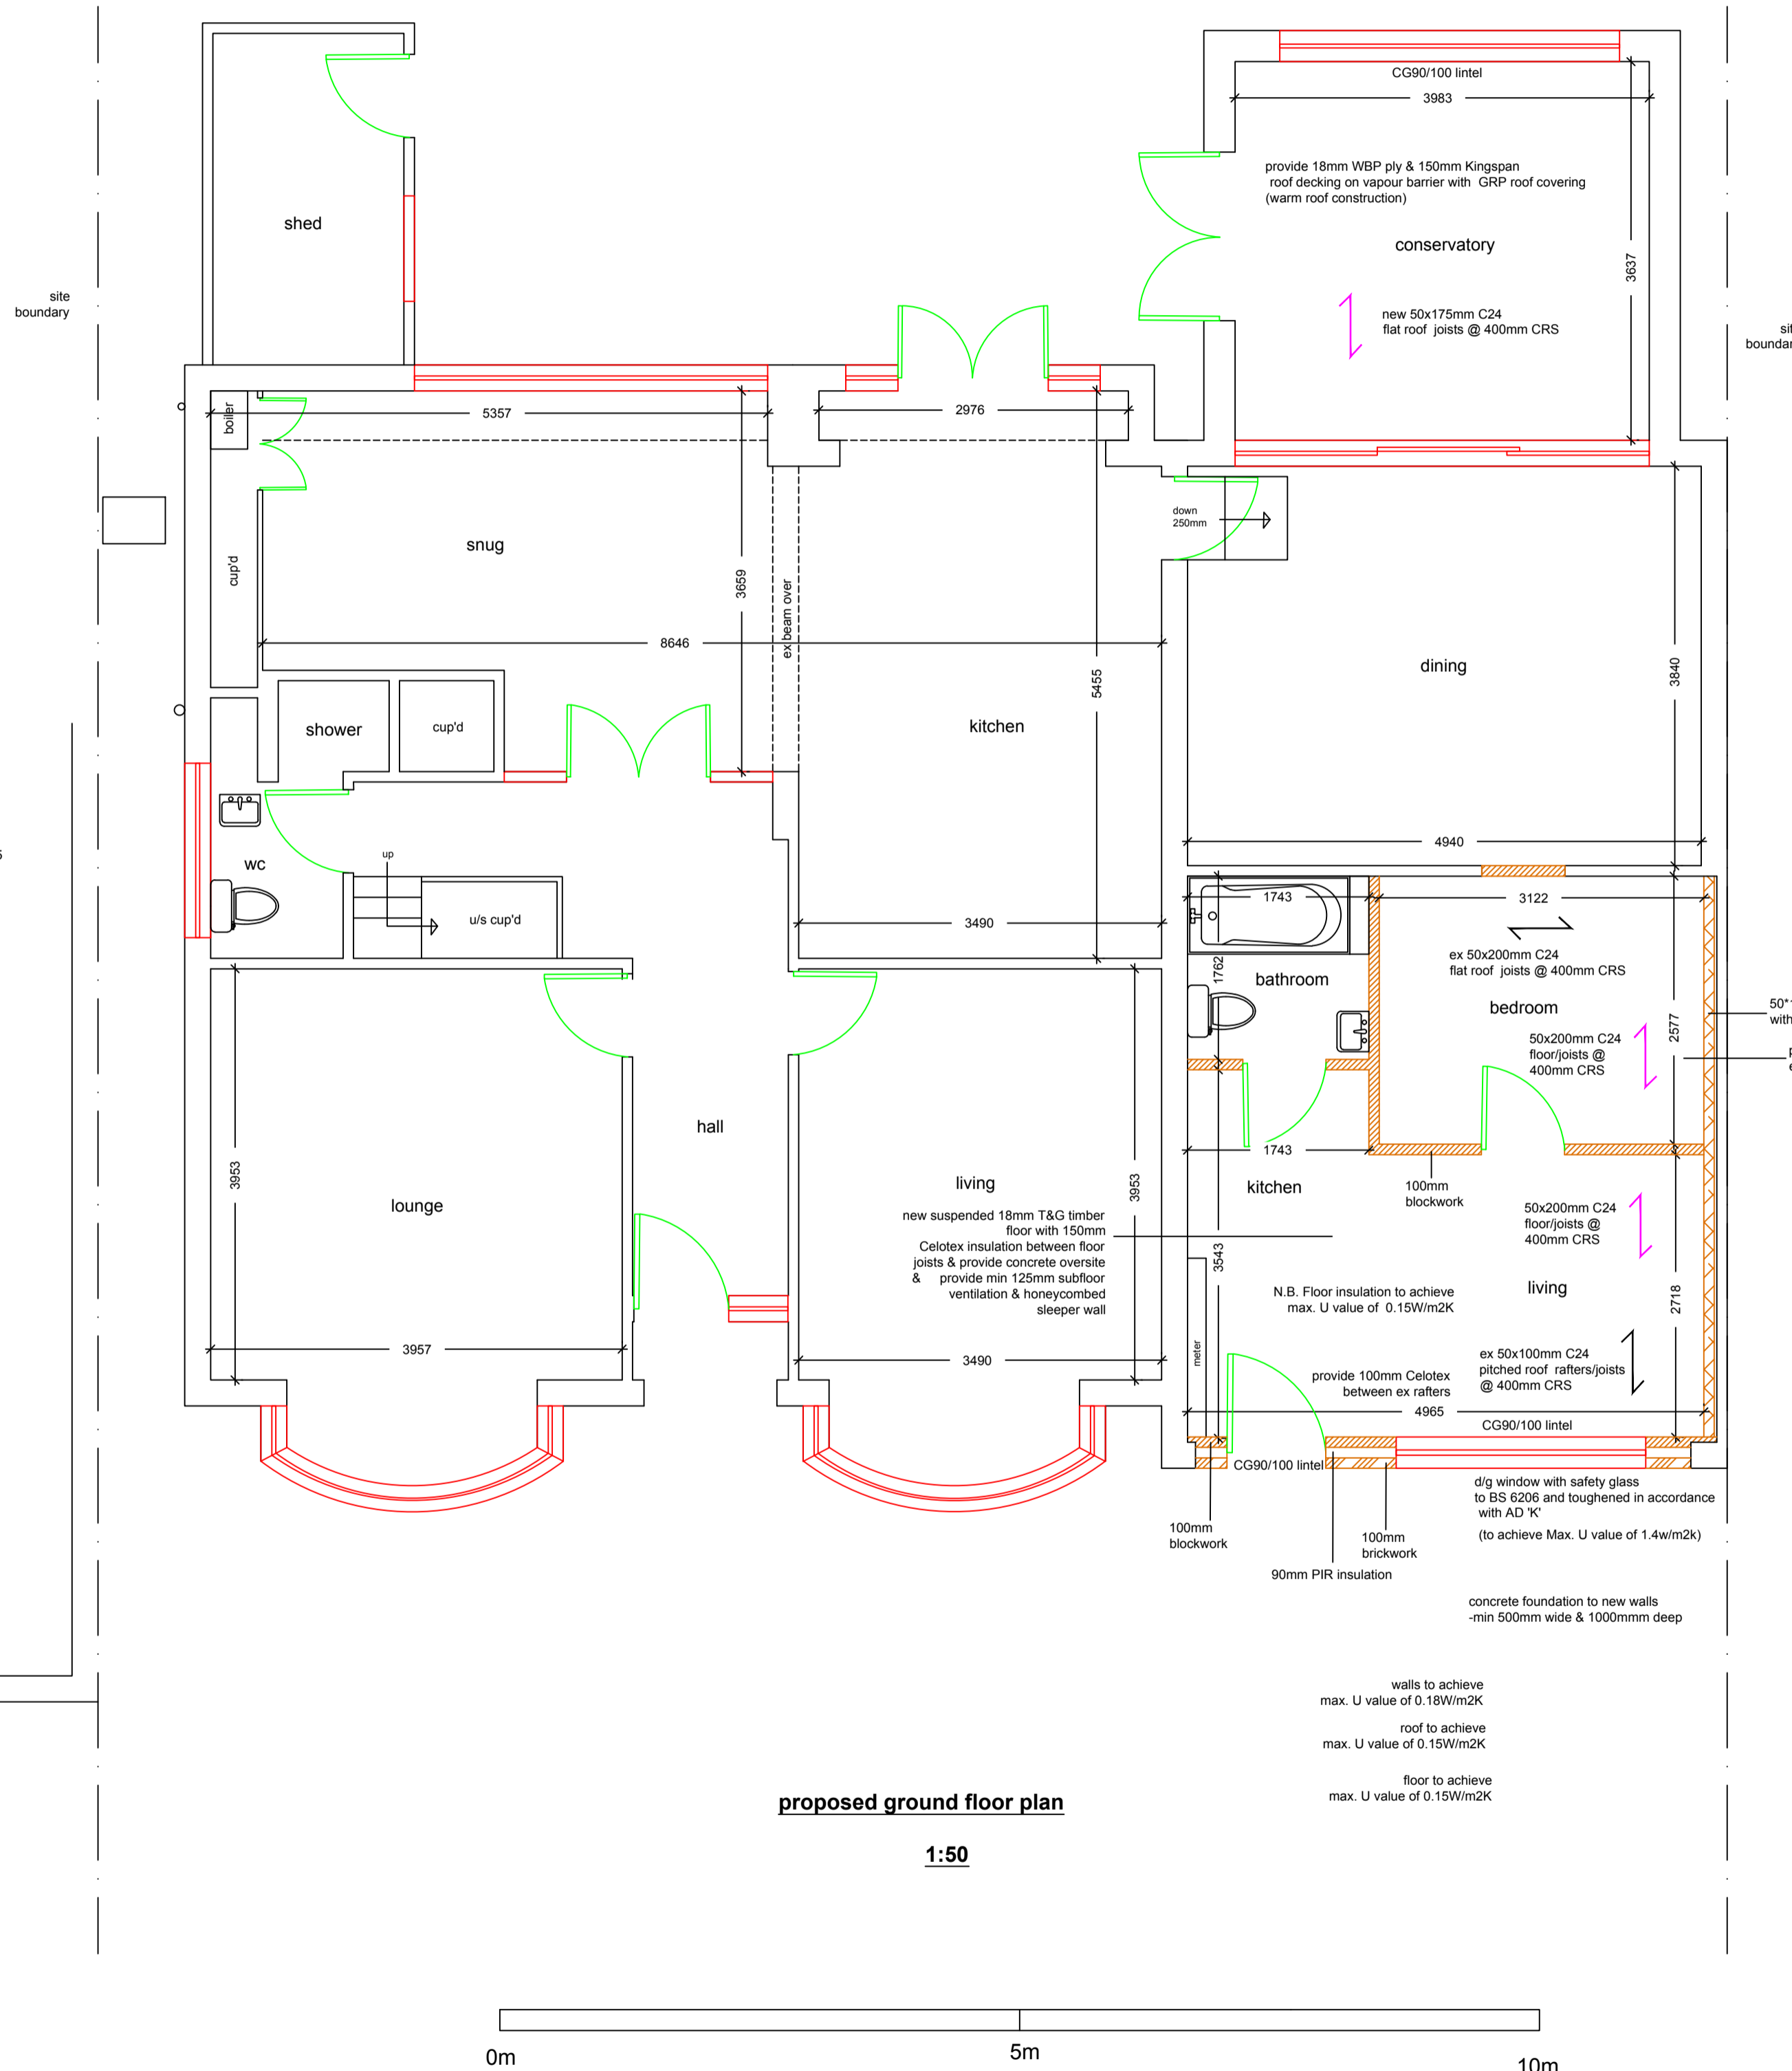 CG90/100 lintel
3983
provide 18mm WBP ply & 150mm Kingspan
roof decking on vapour barrier with GRP roof covering
(warm roof construction)
shed
conservatory
3637
site
boundary
new 50x175mm C24
flat roof joists @ 400mm CRS
boiler
5357
2976
down
250mm
snug
cup'd
3659
ex beam over
8646
5455
dining
3840
shower
cup'd
kitchen
4940
wc
up
u/s cup'd
3490
1743
3122
ex 50x200mm C24
flat roof joists @ 400mm CRS
1762
bathroom
bedroom
2577
50x200mm C24
floor/joists @
400mm CRS
hall
3953
lounge
living
3953
new suspended 18mm T&G timber
floor with 150mm
Celotex insulation between floor
joists & provide concrete oversite
& provide min 125mm subfloor
ventilation & honeycombed
sleeper wall
1743
kitchen
100mm
blockwork
50x200mm C24
floor/joists @
400mm CRS
3543
living
N.B. Floor insulation to achieve
max. U value of 0.15W/m2K
2718
meter
3957
3490
ex 50x100mm C24
pitched roof rafters/joists
@ 400mm CRS
provide 100mm Celotex
between ex rafters
4965
CG90/100 lintel
CG90/100 lintel
d/g window with safety glass
to BS 6206 and toughened in accordance
with AD 'K'
(to achieve Max. U value of 1.4w/m2k)
100mm
blockwork
100mm
brickwork
90mm PIR insulation
concrete foundation to new walls
-min 500mm wide & 1000mmm deep
walls to achieve
max. U value of 0.18W/m2K
roof to achieve
max. U value of 0.15W/m2K
floor to achieve
max. U value of 0.15W/m2K
proposed ground floor plan
1:50
0m
5m
10m